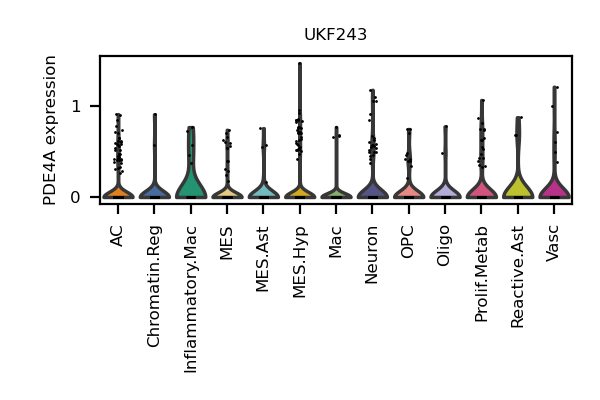 UKF243
PDE4A expression
1
0
AC
Chromatin.Reg
Inflammatory.Mac
MES
MES.Ast
MES.Hyp
Mac
Neuron
OPC
Oligo
Prolif.Metab
Reactive.Ast
Vasc